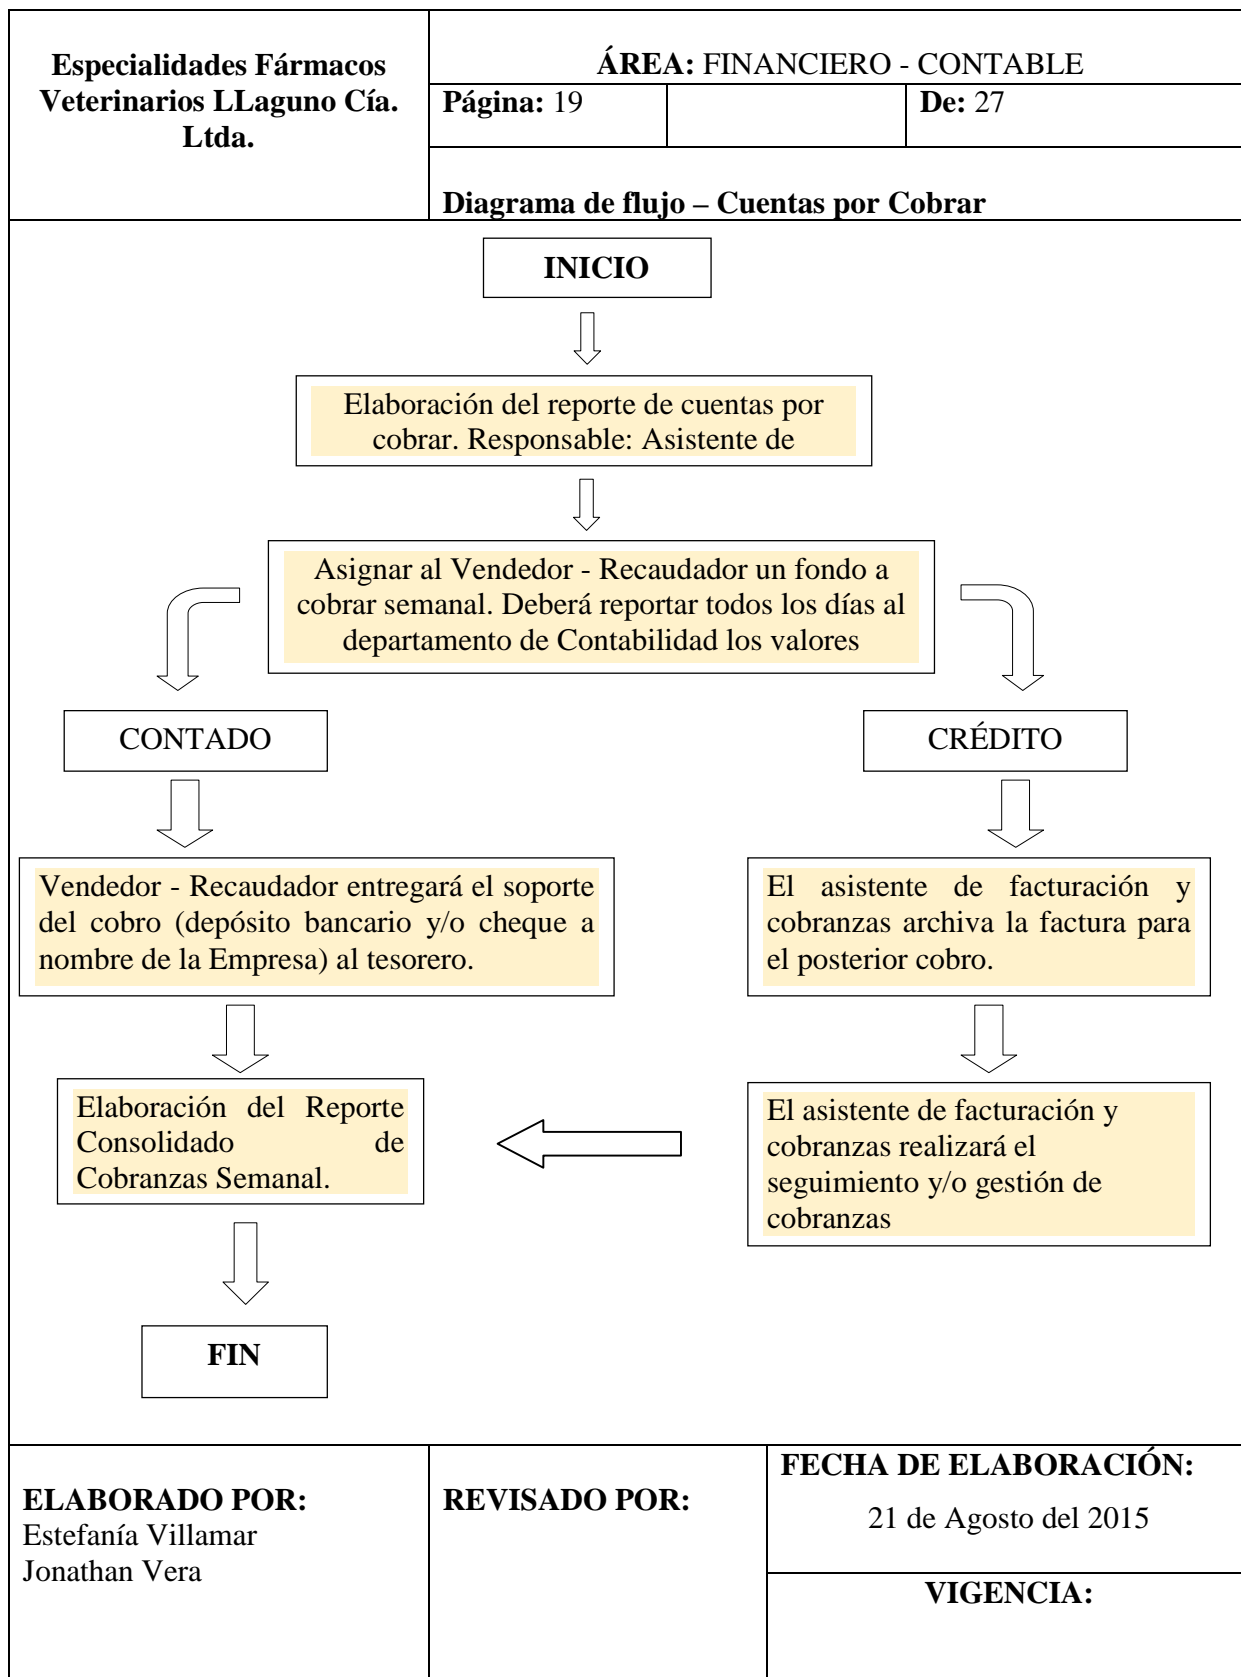 Especialidades Fármacos
Veterinarios LLaguno Cía.
Ltda.
ÁREA: FINANCIERO - CONTABLE
Página: 19
De: 27
Diagrama de flujo – Cuentas por Cobrar
INICIO
Elaboración del reporte de cuentas por
cobrar. Responsable: Asistente de
Asignar al Vendedor - Recaudador un fondo a
cobrar semanal. Deberá reportar todos los días al
departamento de Contabilidad los valores
CONTADO
CRÉDITO
Vendedor - Recaudador entregará el soporte
del cobro (depósito bancario y/o cheque a
nombre de la Empresa) al tesorero.
El asistente de facturación y
cobranzas archiva la factura para
el posterior cobro.
Elaboración del Reporte
Consolidado de
Cobranzas Semanal.
El asistente de facturación y
cobranzas realizará el
seguimiento y/o gestión de
cobranzas
FIN
ELABORADO POR:
Estefanía Villamar
Jonathan Vera
REVISADO POR:
FECHA DE ELABORACIÓN:
21 de Agosto del 2015
VIGENCIA: